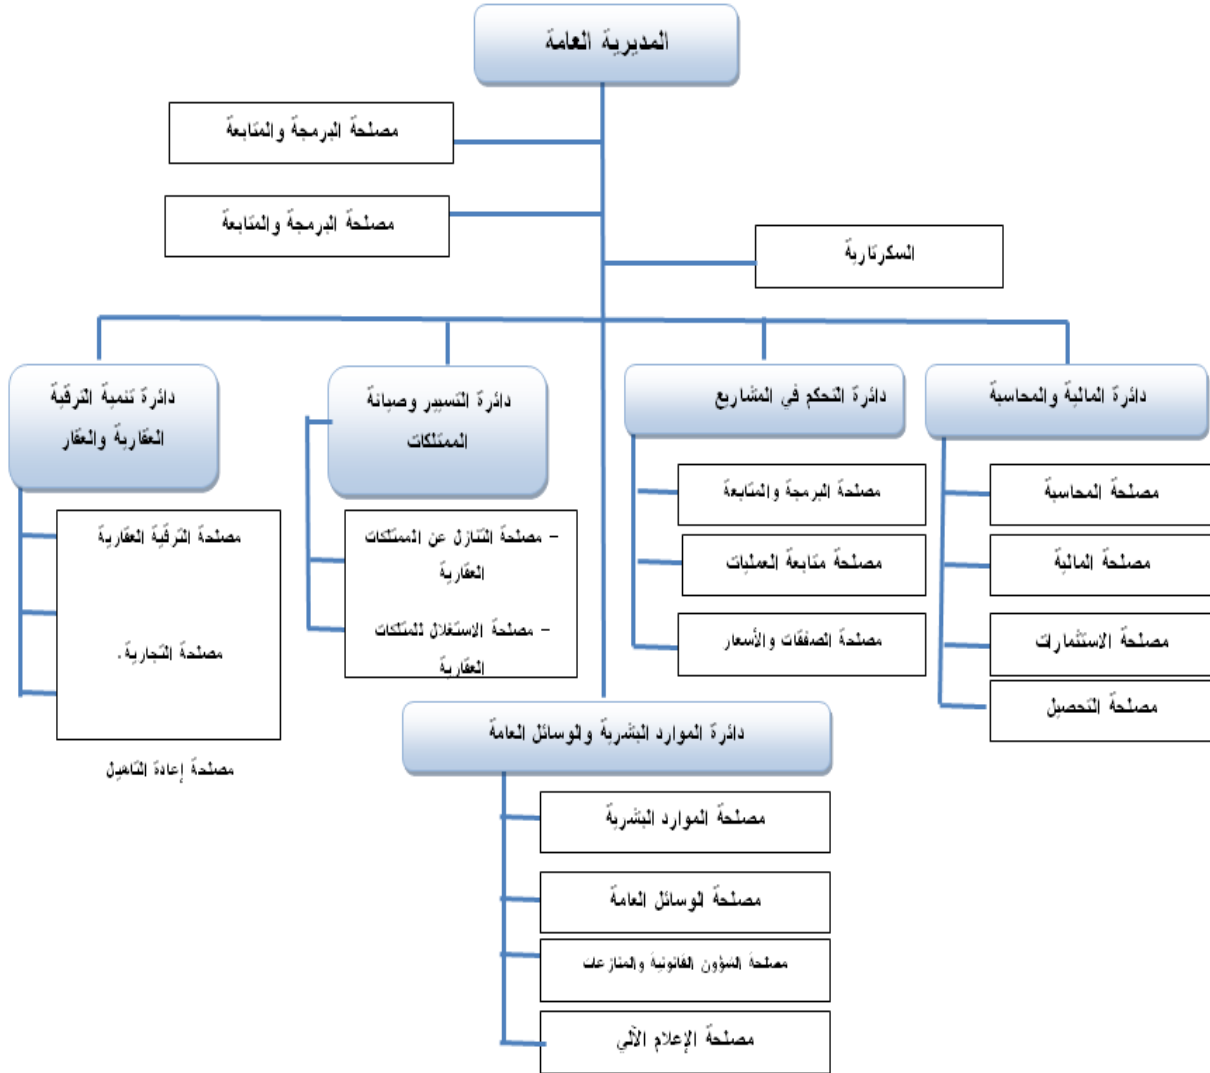 المديرية العامة
مصلحة البرمجة والمتابعة
مصلحة البرمجة والمتابعة
السكرتارية
دائرة المالية والمحاسبة
مصلحة المحاسبة
مصلحة المالية
مصلحة الاستثمارات
مصلحة التحصيل
دائرة التحكم في المشاريع
مصلحة البرمجة والمتابعة
مصلحة متابعة العمليات
مصلحة الصفقات والأسعار
دائرة التسيير وصيانة
الممتلكات
- مصلحة التنازل عن الممتلكات
العقارية
- مصلحة الاستغلال للمتلكات
العقارية
دائرة تنمية الترقية
العقارية والعقار
مصلحة الترقية العقارية
مصلحة التجارية.
مصلحة إعادة التاهيل
دائرة الموارد البشرية والوسائل العامة
مصلحة الموارد البشرية
مصلحة الوسائل العامة
مصلحة الشؤون القانونية والمنازعات
مصلحة الإعلام الآلي